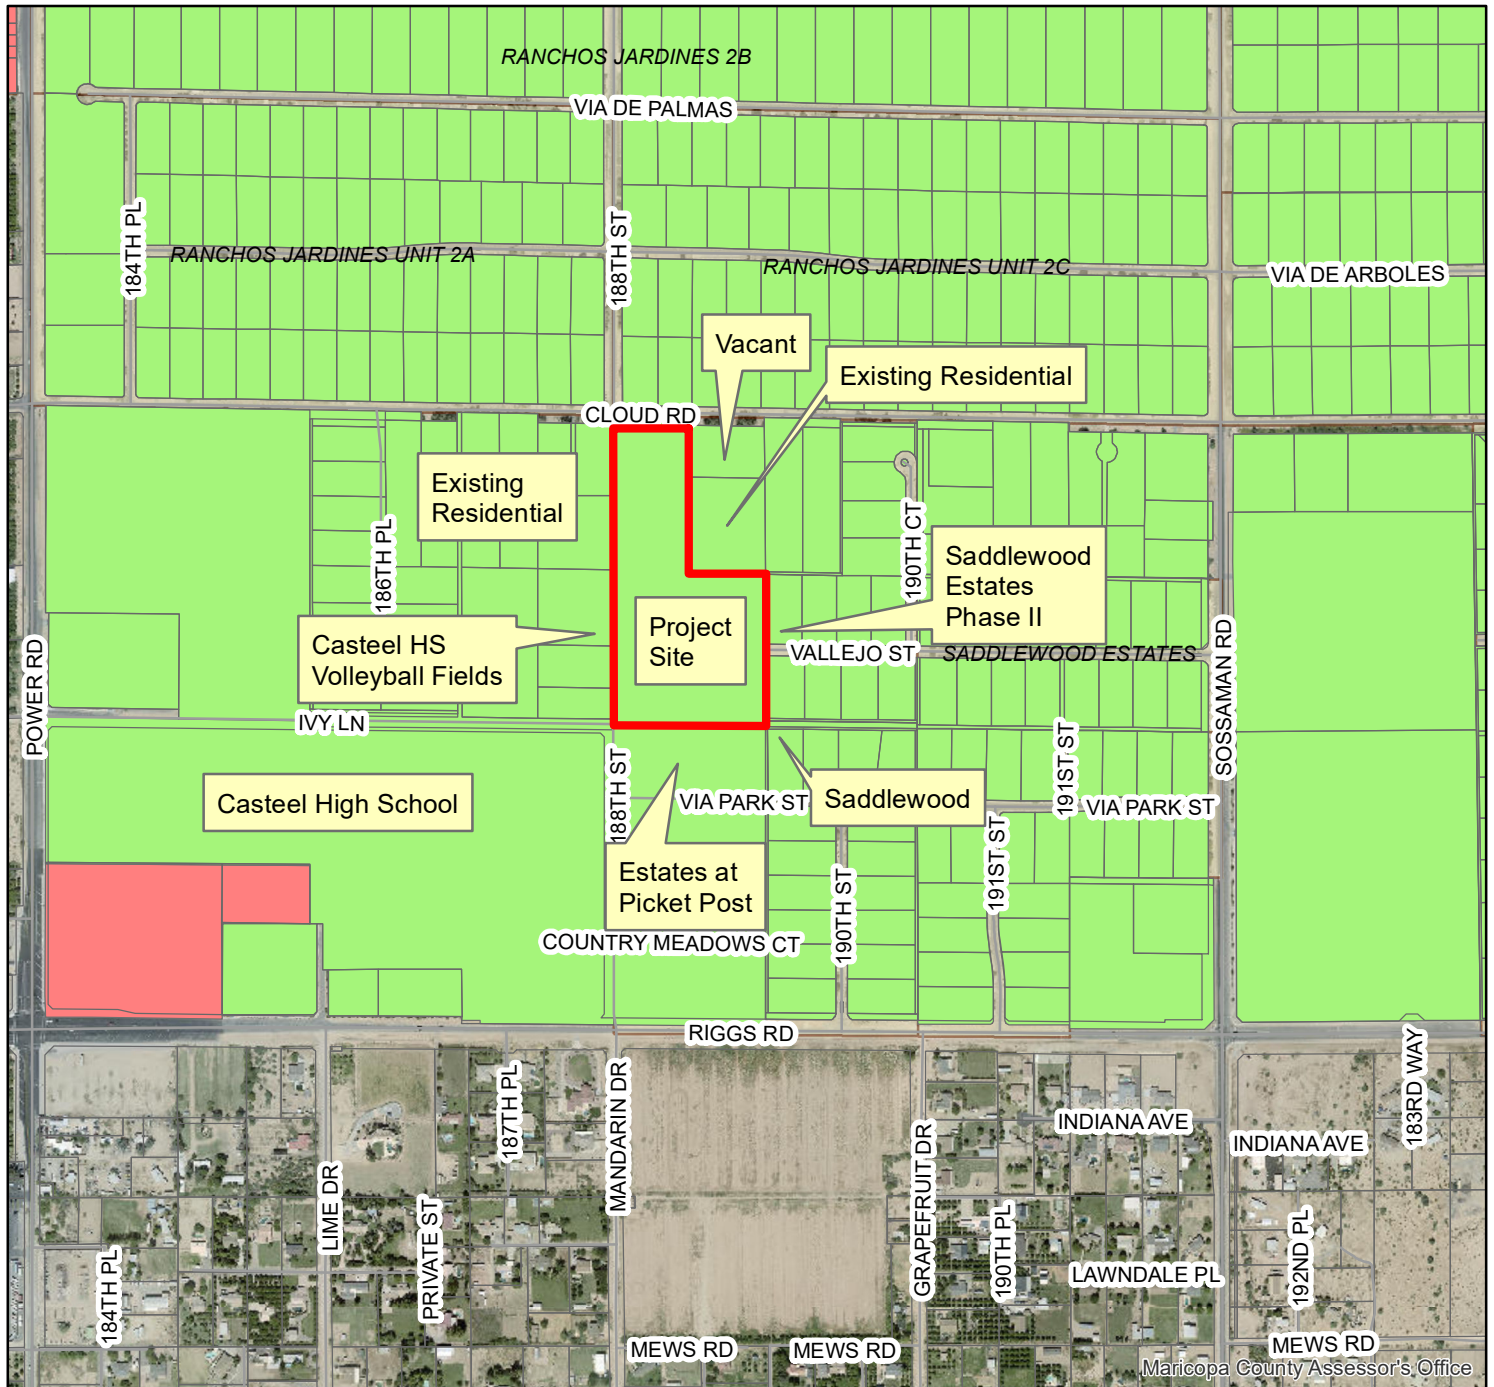 RANCHOS JARDINES 2B
VIA DE PALMAS
184TH PL
188TH ST
RANCHOS JARDINES UNIT 2A
RANCHOS JARDINES UNIT 2C
VIA DE ARBOLES
Vacant
Existing Residential
CLOUD RD
Existing
Residential
186TH PL
190TH CT
Saddlewood
Estates
Phase II
Project
Site
Casteel HS
Volleyball Fields
VALLEJO ST
SADDLEWOOD ESTATES
POWER RD
SOSSAMAN RD
IVY LN
188TH ST
191ST ST
Casteel High School
VIA PARK ST
Saddlewood
VIA PARK ST
Estates at
Picket Post
190TH ST
191ST ST
COUNTRY MEADOWS CT
RIGGS RD
187TH PL
MANDARIN DR
183RD WAY
INDIANA AVE
INDIANA AVE
LIME DR
PRIVATE ST
GRAPEFRUIT DR
190TH PL
192ND PL
184TH PL
LAWNDALE PL
MEWS RD
MEWS RD
MEWS RD
Maricopa County Assessor's Office